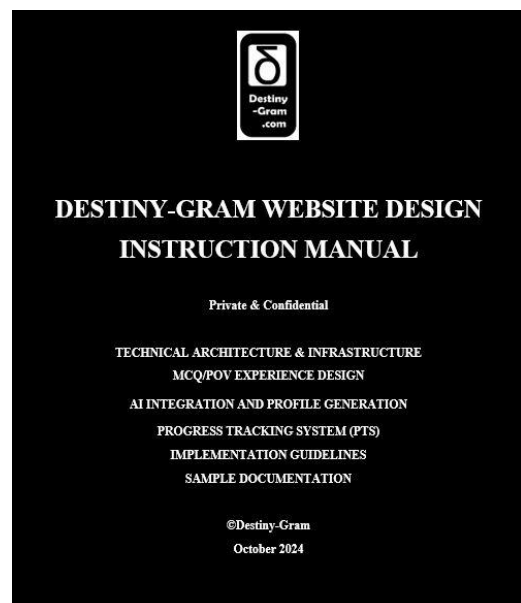 δ
Destiny
-Gram
.com
DESTINY-GRAM WEBSITE DESIGN
INSTRUCTION MANUAL
Private & Confidential
TECHNICAL ARCHITECTURE & INFRASTRUCTURE
MCQ/POV EXPERIENCE DESIGN
AI INTEGRATION AND PROFILE GENERATION
PROGRESS TRACKING SYSTEM (PTS)
IMPLEMENTATION GUIDELINES
SAMPLE DOCUMENTATION
©Destiny-Gram
October 2024